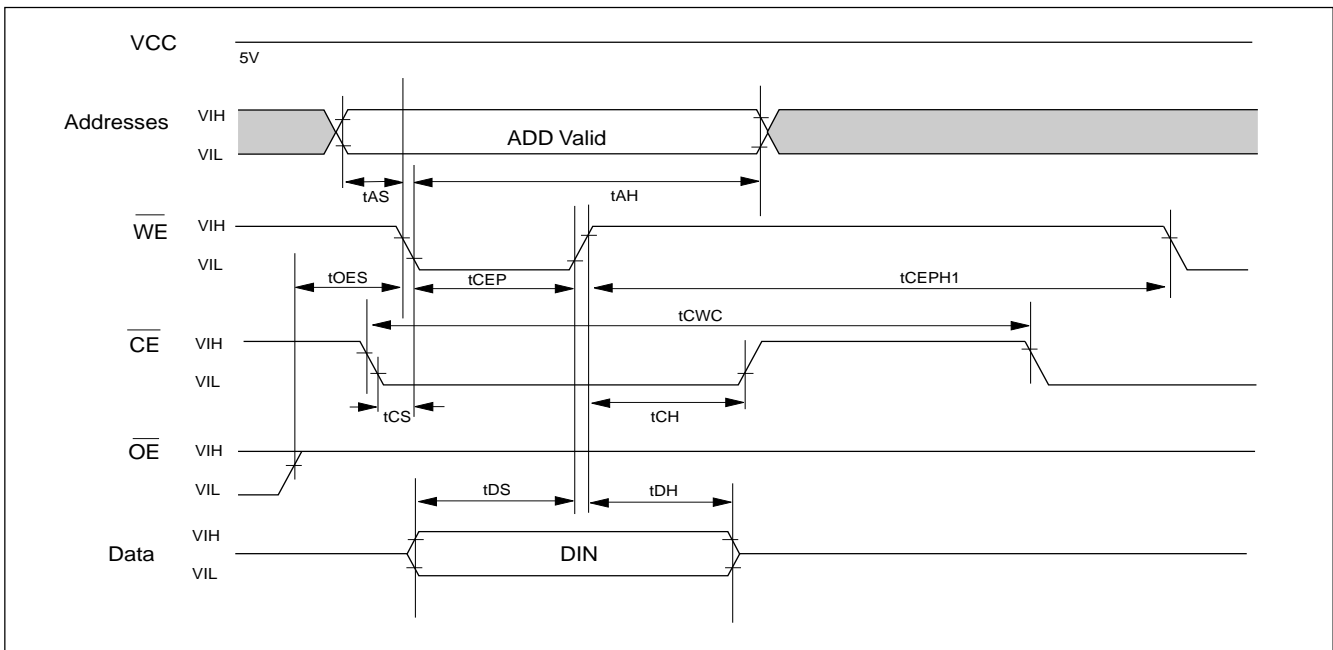 VCC
5V
Addresses
VIH
VIL
ADD Valid
tAS
tAH
WE
VIH
VIL
tOES
tCEP
tCEPH1
tCWC
CE
VIH
VIL
tCS
tCH
OE
VIH
VIL
tDS
tDH
Data
VIH
VIL
DIN